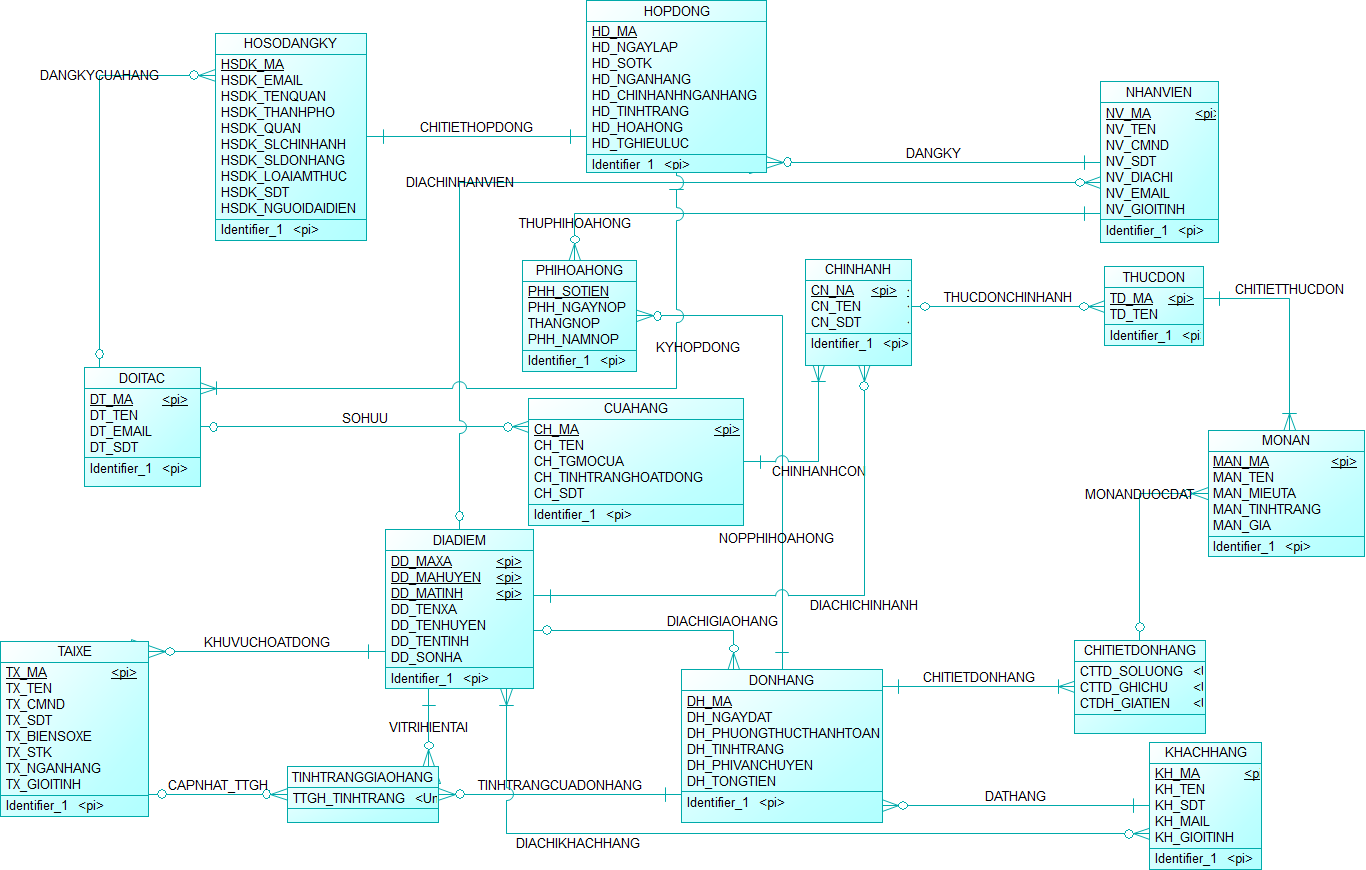 HOPDONG
HD_MA
HD_NGAYLAP
HD_SOTK
HD_NGANHANG
HD_CHINHANHNGANHANG
HD_TINHTRANG
HD_HOAHONG
HD_TGHIEULUC
Identifier_1 <pi>
HOSODANGKY
HSDK_MA
HSDK_EMAIL
HSDK_TENQUAN
HSDK_THANHPHO
HSDK_QUAN
HSDK_SLCHINHANH
HSDK_SLDONHANG
HSDK_LOAIAMTHUC
HSDK_SDT
HSDK_NGUOIDAIDIEN
Identifier_1 <pi>
DANGKYCUAHANG
CHITIETHOPDONG
NHANVIEN
NV_MA <pi>
NV_TEN
NV_CMND
NV_SDT
NV_DIACHI
NV_EMAIL
NV_GIOITINH
Identifier_1 <pi>
DANGKY
DIACHINHANVIEN
THUPHIHOAHONG
PHIHOAHONG
PHH_SOTIEN
PHH_NGAYNOP
THANGNOP
PHH_NAMNOP
Identifier_1 <pi>
KYHOPDONG
CHINHANH
CN_NA <pi>
CN_TEN
CN_SDT
Identifier_1 <pi>
THUCDONCHINHANH
THUCDON
TD_MA <pi>
TD_TEN
Identifier_1 <pi
CHITIETTHUCDON
DOITAC
DT_MA <pi>
DT_TEN
DT_EMAIL
DT_SDT
Identifier_1 <pi>
SOHUU
CUAHANG
CH_MA <pi>
CH_TEN
CH_TGMOCUA
CH_TINHTRANGHOATDONG
CH_SDT
Identifier_1 <pi>
CHINHANHCON
MONAN
MAN_MA <pi>
MAN_TEN
MAN_MIEUTA
MAN_TINHTRANG
MAN_GIA
Identifier_1 <pi>
MONANDUOCDAT
NOPPHIHOAHONG
DIADIEM
DD_MAXA <pi>
DD_MAHUYEN <pi>
DD_MATINH <pi>
DD_TENXA
DD_TENHUYEN
DD_TENTINH
DD_SONHA
Identifier_1 <pi>
DIACHICHINHANH
DIACHIGIAOHANG
KHUVUCHOATDONG
TAIXE
TX_MA <pi>
TX_TEN
TX_CMND
TX_SDT
TX_BIENSOXE
TX_STK
TX_NGANHANG
TX_GIOITINH
Identifier_1 <pi>
DONHANG
DH_MA
DH_NGAYDAT
DH_PHUONGTHUCTHANHTOAN
DH_TINHTRANG
DH_PHIVANCHUYEN
DH_TONGTIEN
Identifier_1 <pi>
CHITIETDONHANG
CHITIETDONHANG
CTTD_SOLUONG <I
CTTD_GHICHU <I
CTDH_GIATIEN <I
VITRIHIENTAI
CAPNHAT_TTGH
TINHTRANGGIAOHANG
TTGH_TINHTRANG <Ur
TINHTRANGCUADONHANG
DATHANG
KHACHHANG
KH_MA <p
KH_TEN
KH_SDT
KH_MAIL
KH_GIOITINH
Identifier_1 <pi>
DIACHIKHACHHANG